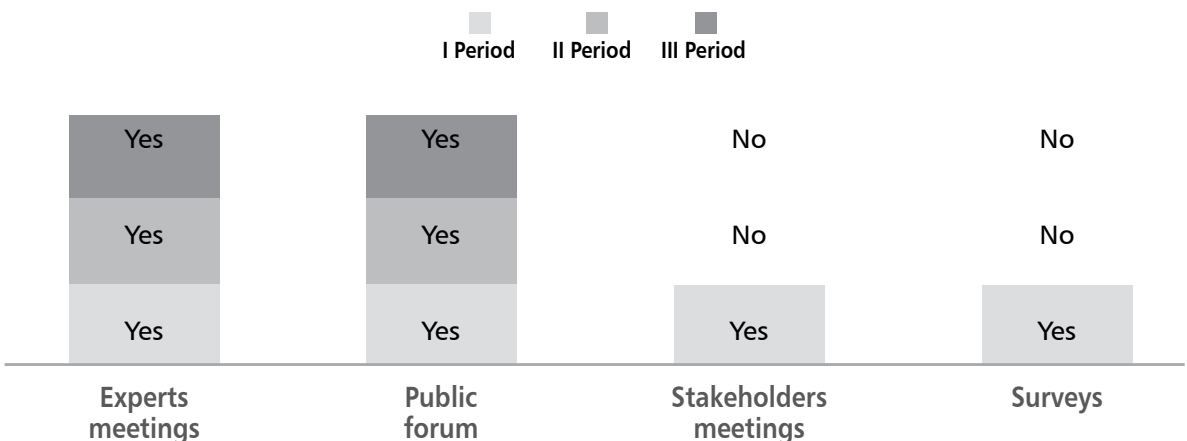 I Period II Period III Period
Yes Yes No No
Yes Yes No No
Yes Yes Yes Yes
Experts Public Stakeholders Surveys
meetings forum meetings